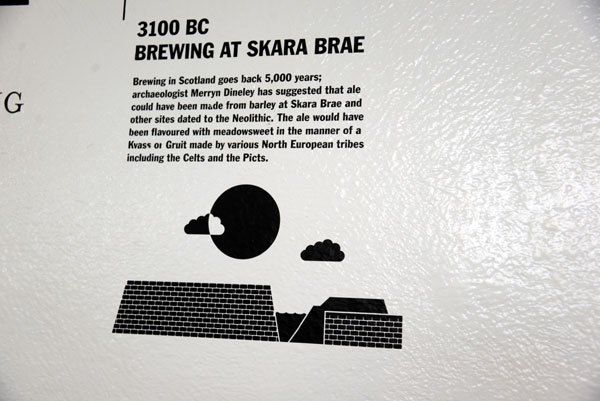 3100 BC
BREWING AT SKARA BRAE
Brewing in Scotland goes back 5,000 years;
archaeologist Merryn Dineley has suggested that ale
could have been made from barley at Skara Brae and
other sites dated to the Neolithic. The ale would have
been flavoured with meadowsweet in the manner of a
Kvass or Gruit made by various North European tribes
including the Celts and the Picts.
G